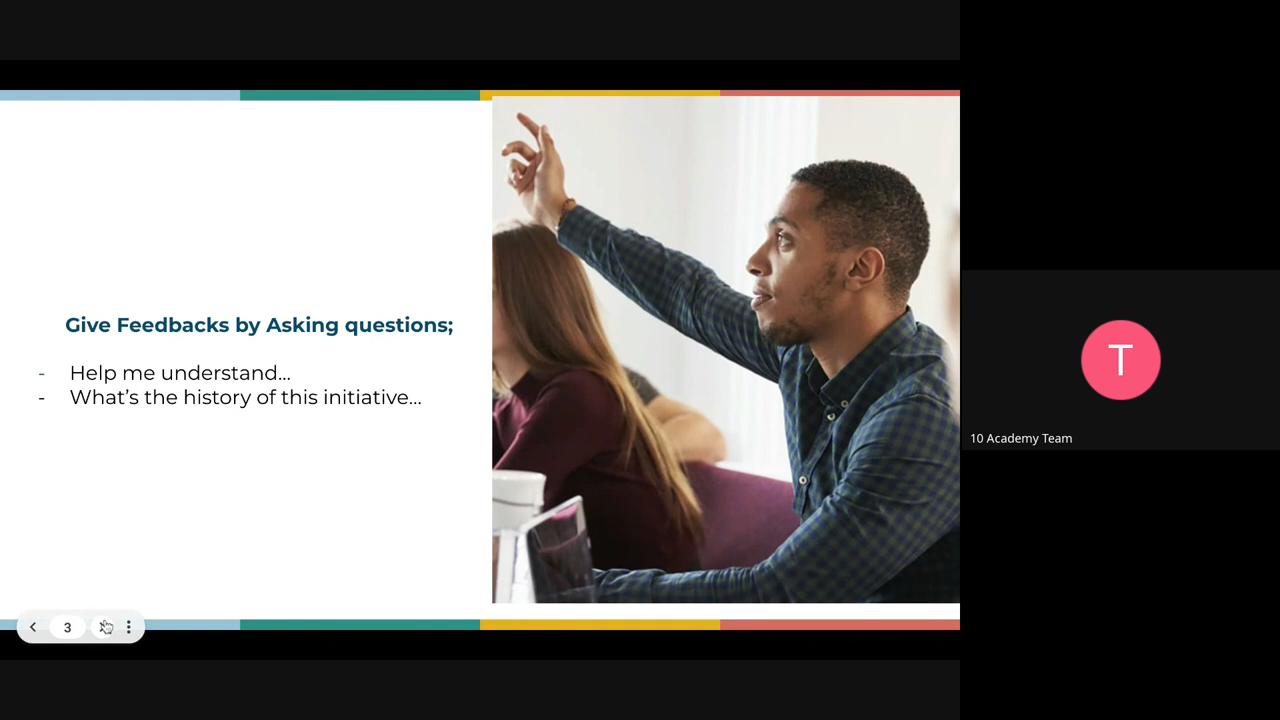 Give Feedbacks by Asking questions;
- Help me understand...
- What's the history of this initiative...
3
T
10 Academy Team